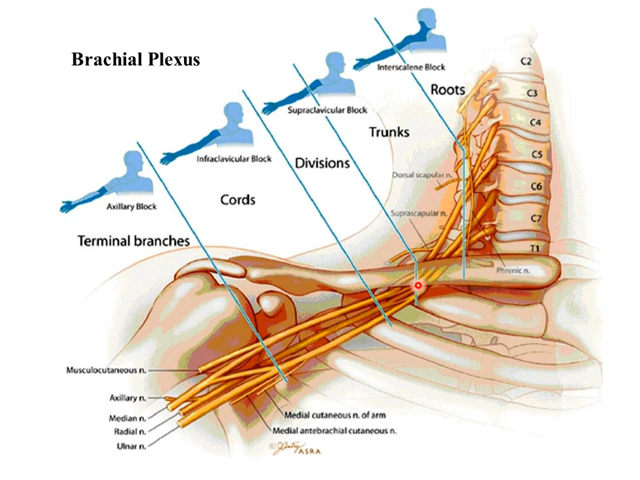 Brachial Plexus
Interscalene Block
Roots
C2
C3
Supraclavicular Block
Trunks
C4
Infraclavicular Block
Divisions
C5
Dorsal scapular n.
C6
Axillary Block
Cords
Suprascapular n.
C7
Terminal branches
T1
Phrenic n.
Musculocutaneous n.
Axillary n.
Median n.
Radial n.
Ulnar n.
Medial cutaneous n. of arm
Medial antebrachial cutaneous n.
ASRA